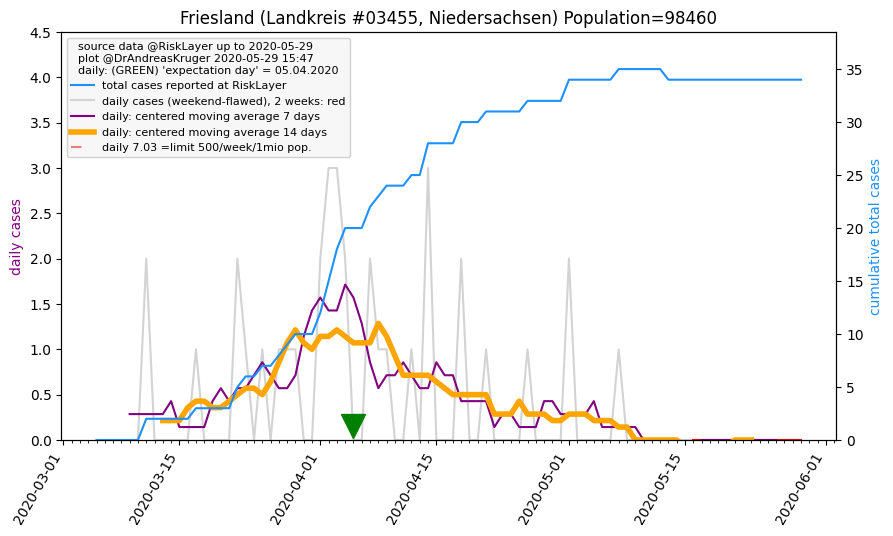 Friesland (Landkreis #03455, Niedersachsen) Population=98460
source data @RiskLayer up to 2020-05-29
plot @DrAndreasKruger 2020-05-29 15:47
daily: (GREEN) 'expectation day' = 05.04.2020
total cases reported at RiskLayer
daily cases (weekend-flawed), 2 weeks: red
daily: centered moving average 7 days
daily: centered moving average 14 days
daily 7.03 =limit 500/week/1mio pop.
daily cases
4.5
4.0
3.5
3.0
2.5
2.0
1.5
1.0
0.5
0.0
cumulative total cases
35
30
25
20
15
10
5
0
2020-03-01
2020-03-15
2020-04-01
2020-04-15
2020-05-01
2020-05-15
2020-06-01